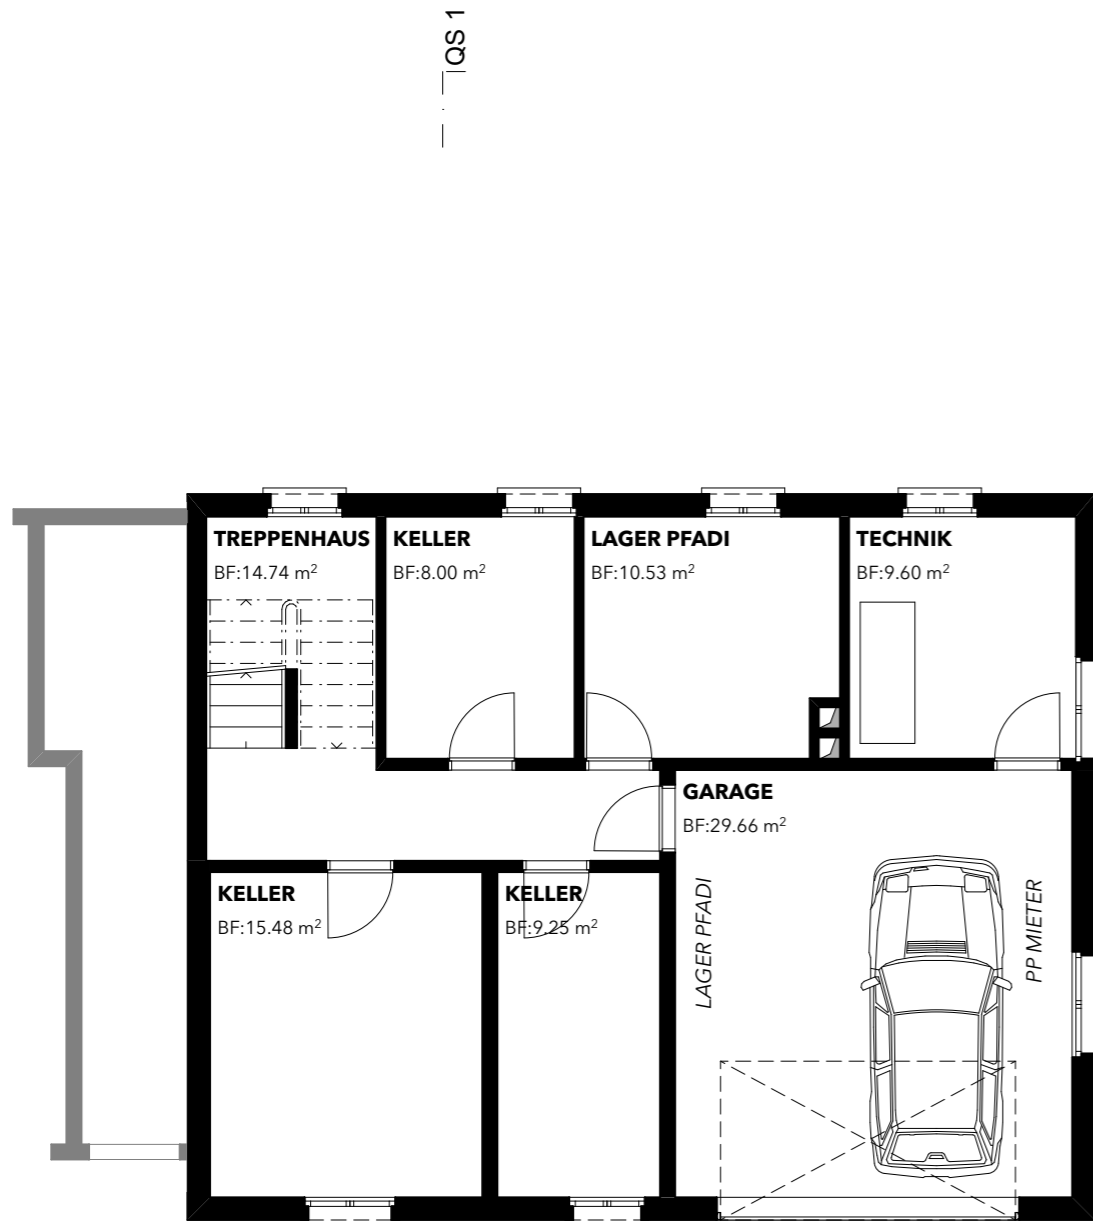 QS 1
TREPPENHAUS
BF:14.74 m²
KELLER
BF:8.00 m²
LAGER PFADI
BF:10.53 m²
TECHNIK
BF:9.60 m²
GARAGE
BF:29.66 m²
KELLER
BF:15.48 m²
KELLER
BF:9.25 m²
LAGER PFADI
PP MIETER